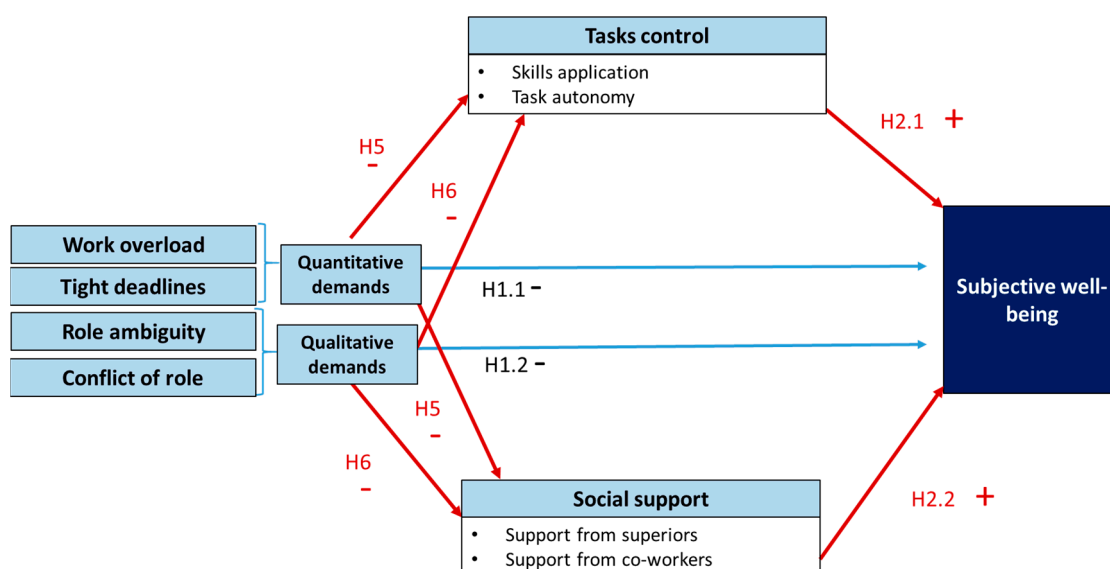 Tasks control
• Skills application
• Task autonomy
H5
-
H6
-
H2.1 +
Work overload
Tight deadlines
Role ambiguity
Conflict of role
Quantitative
demands
Qualitative
demands
H1.1 -
H1.2 -
Subjective well-
being
H5
-
H6
-
H2.2 +
Social support
• Support from superiors
• Support from co-workers